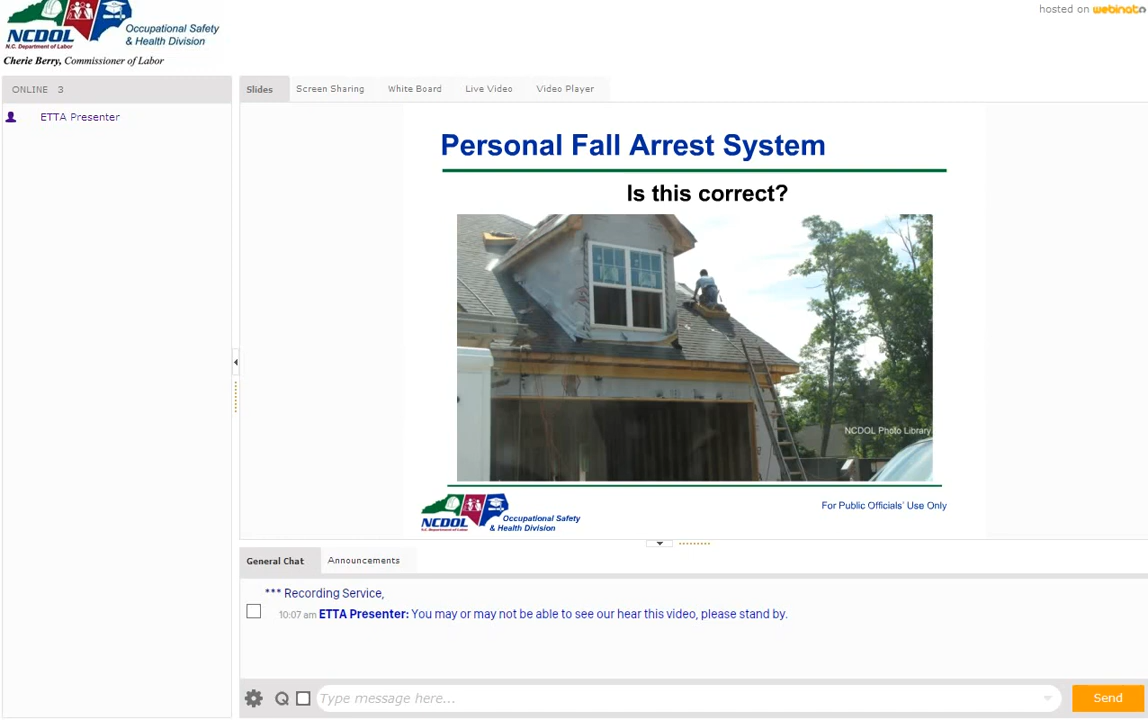 hosted on webinato
NCDOL
N.C. Department of Labor
Occupational Safety
& Health Division
Cherie Berry, Commissioner of Labor
ONLINE 3
Slides Screen Sharing White Board Live Video Video Player
ETTA Presenter
Personal Fall Arrest System
Is this correct?
NCDOL Photo Library
NCDOL
N.C. Department of Labor
Occupational Safety
& Health Division
For Public Officials' Use Only
General Chat Announcements
*** Recording Service,
10:07 am ETTA Presenter: You may or may not be able to see our hear this video, please stand by.
Q Type message here... Send